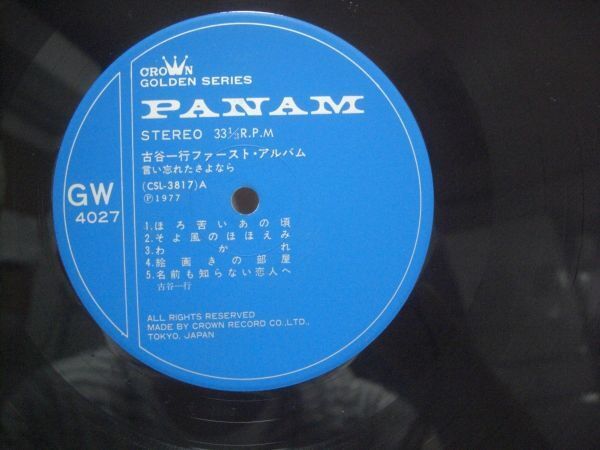 CROWN
GOLDEN SERIES
PANAM
STEREO 33⅓R.P.M
古谷一行ファースト・アルバム
言い忘れたさよなら
(CSL-3817)A
Ⓟ1977
GW
4027
1.ほろ苦いあの頃
2.そよ風のほほえみ
3.わかれ
4.絵画きの部屋
5.名前も知らない恋人へ
古谷一行
ALL RIGHTS RESERVED
MADE BY CROWN RECORD CO.,LTD.,
TOKYO, JAPAN